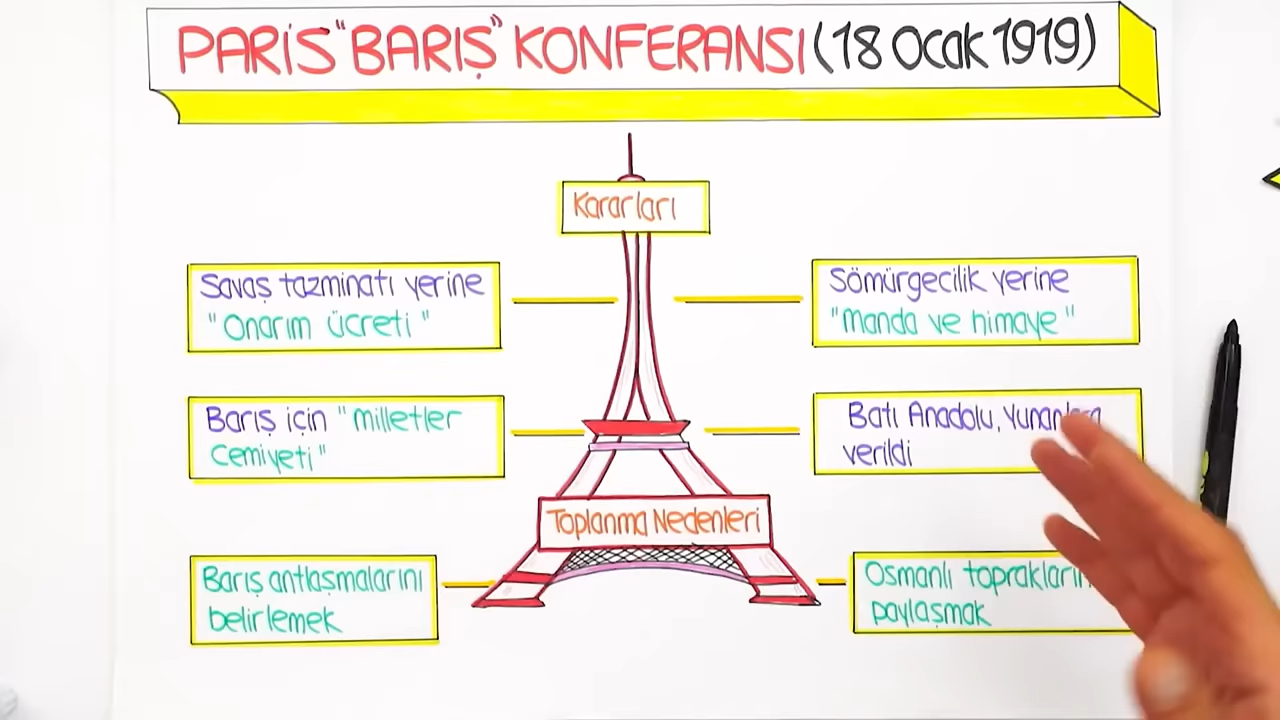 PARİS "BARIŞ" KONFERANSI (18 Ocak 1919)
Kararları
Savaş tazminatı yerine
"Onarım ücreti"
Sömürgecilik yerine
"manda ve himaye"
Barış için "milletler
cemiyeti"
Batı Anadolu, Yunanlara
verildi
Toplanma Nedenleri
Barış antlaşmalarını
belirlemek
Osmanlı
paylaşmak